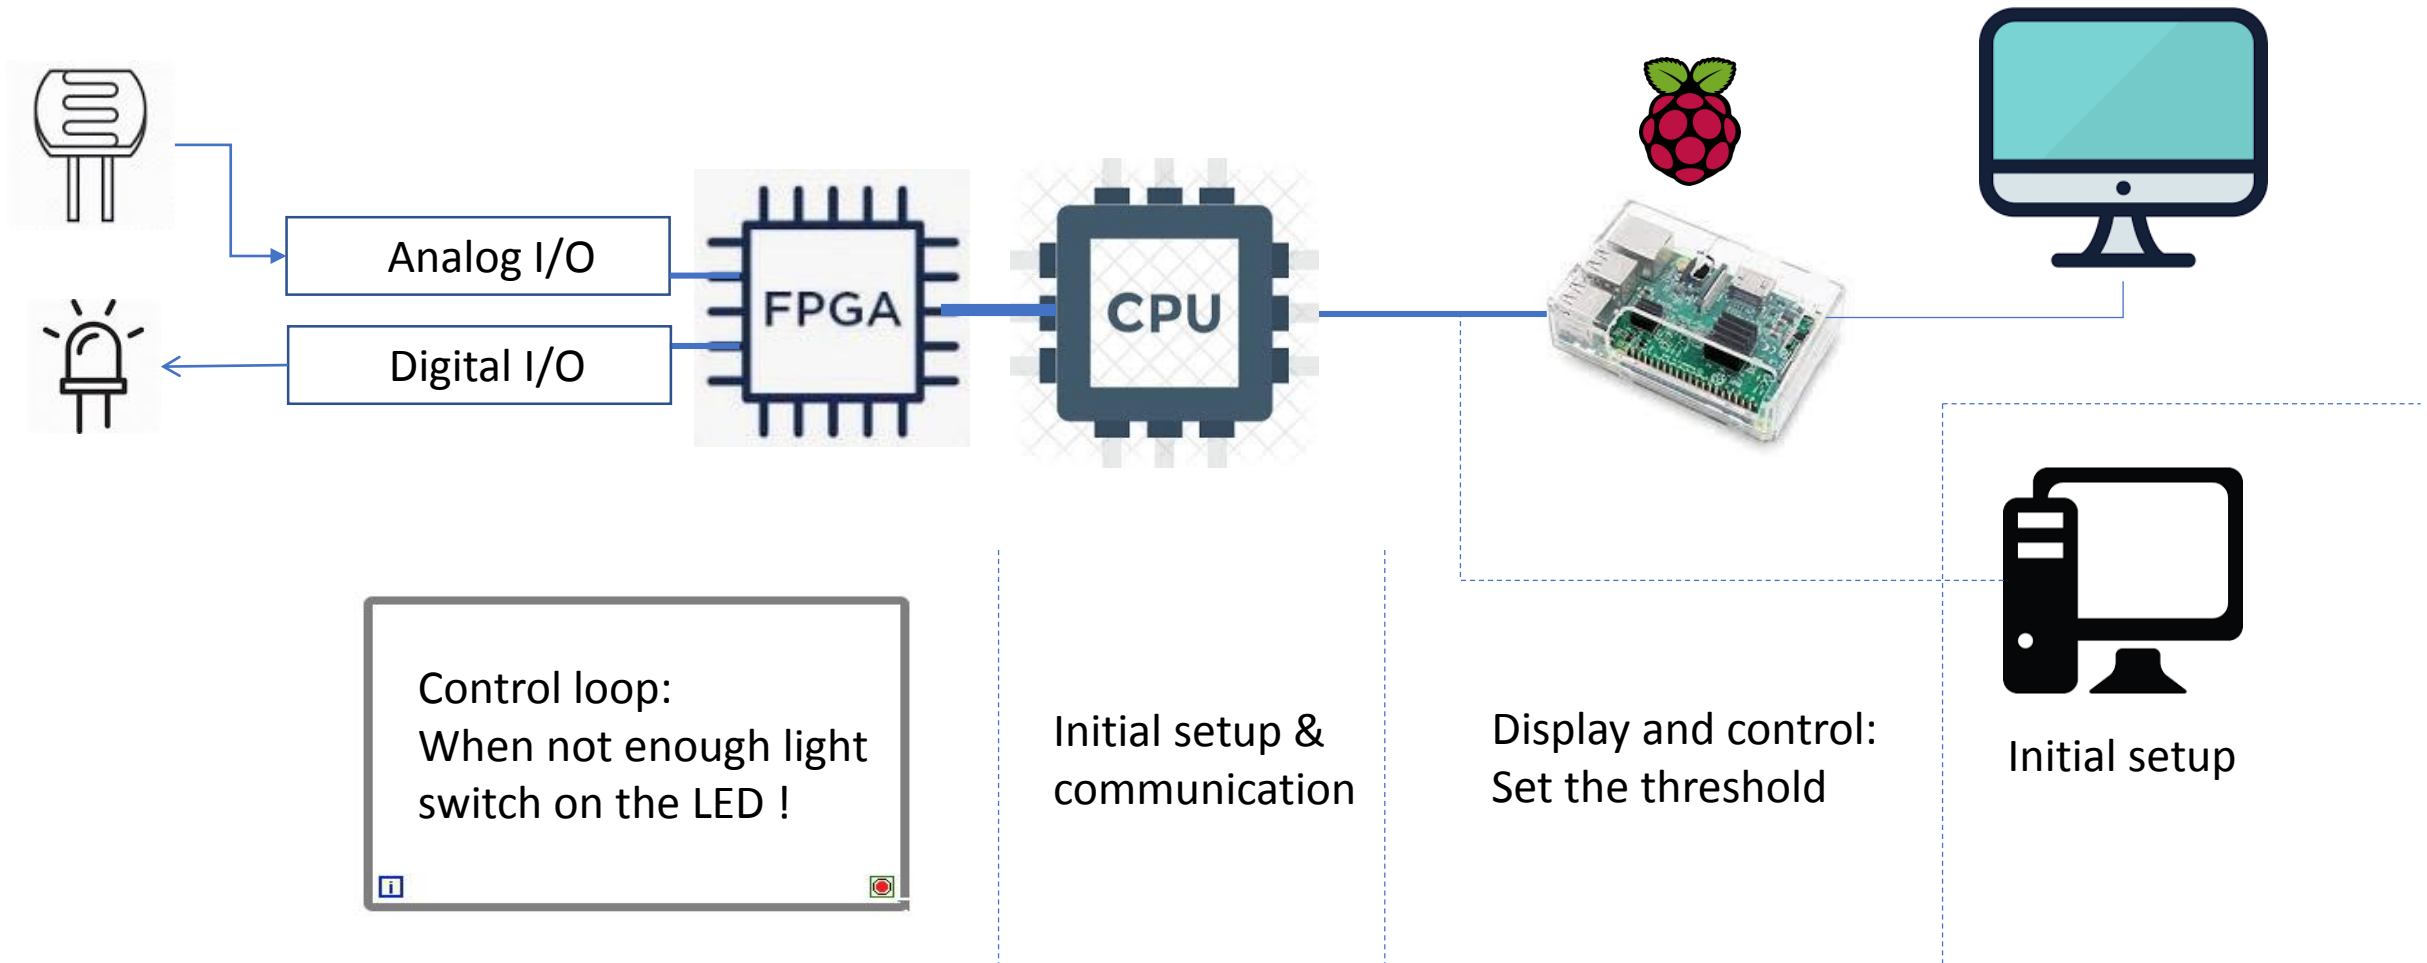 Analog I/O
Digital I/O
FPGA
CPU
Control loop:
When not enough light
switch on the LED !
i
Initial setup &
communication
Display and control:
Set the threshold
Initial setup